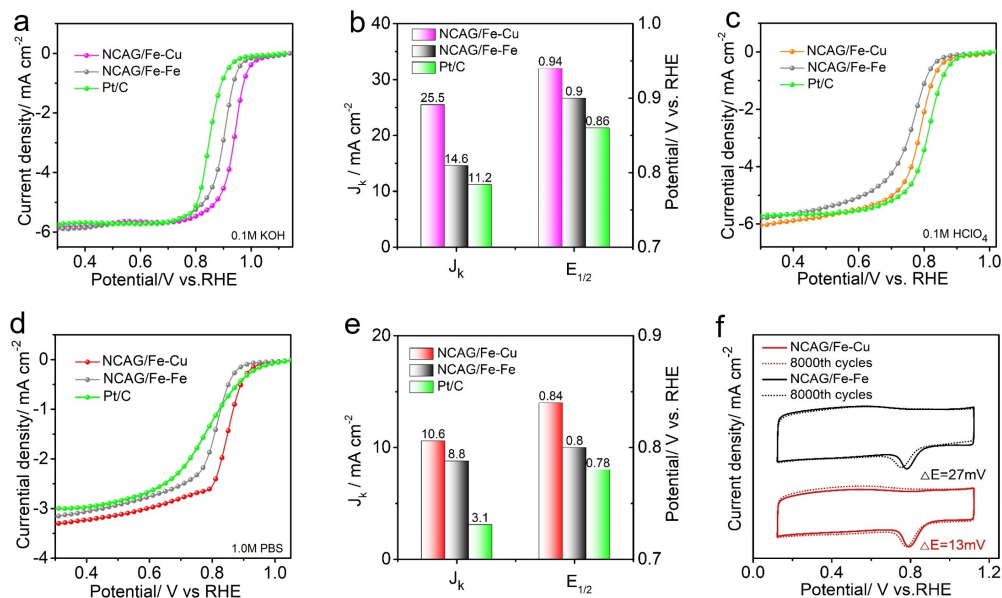 a
NCAG/Fe-Cu
NCAG/Fe-Fe
Pt/C
Current density/ mA cm-2
0
-2
-4
-6
0.4 0.6 0.8 1.0
0.1M KOH
Potential/V vs.RHE
b
NCAG/Fe-Cu
NCAG/Fe-Fe
Pt/C
Jk / mA cm-2
40
30
20
10
0
25.5
14.6
11.2
0.94
0.9
0.86
1.0
0.9
0.8
0.7
Potential/ V vs. RHE
Jk E1/2
c
NCAG/Fe-Cu
NCAG/Fe-Fe
Pt/C
Currential density/ mA cm-2
0
-2
-4
-6
0.4 0.6 0.8 1.0
0.1M HClO4
Potential/V vs. RHE
d
NCAG/Fe-Cu
NCAG/Fe-Fe
Pt/C
Currential density/ mA cm-2
0
-1
-2
-3
-4
0.4 0.6 0.8 1.0
1.0M PBS
Potential/ V vs RHE
e
NCAG/Fe-Cu
NCAG/Fe-Fe
Pt/C
Jk / mA cm-2
20
10
0
10.6
8.8
3.1
0.84
0.8
0.78
0.9
0.8
0.7
Potential/ V vs. RHE
Jk E1/2
f
NCAG/Fe-Cu
8000th cycles
NCAG/Fe-Fe
8000th cycles
Current density/ mA cm-2
△E=27mV
△E=13mV
0.0 0.4 0.8 1.2
Potential/ V vs.RHE